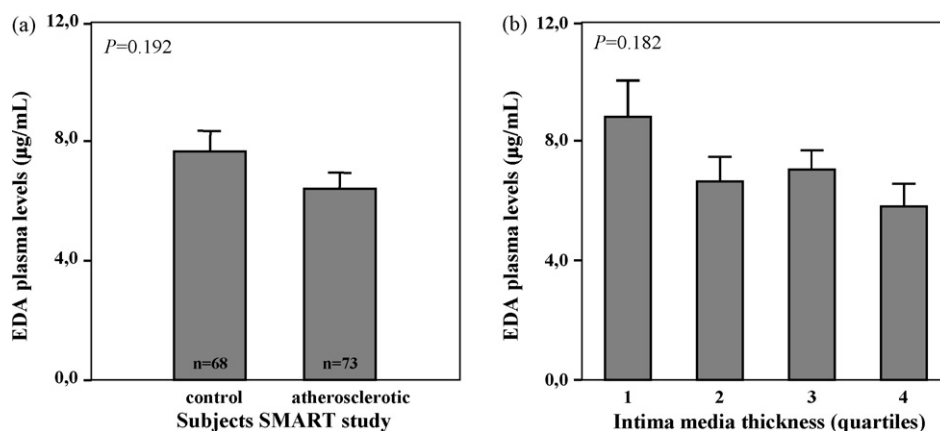 (a)
12,0
P=0.192
8,0
4,0
0,0
EDA plasma levels (µg/mL)
n=68
n=73
control
atherosclerotic
Subjects SMART study
(b)
12,0
P=0.182
8,0
4,0
0,0
EDA plasma levels (µg/mL)
1 2 3 4
Intima media thickness (quartiles)